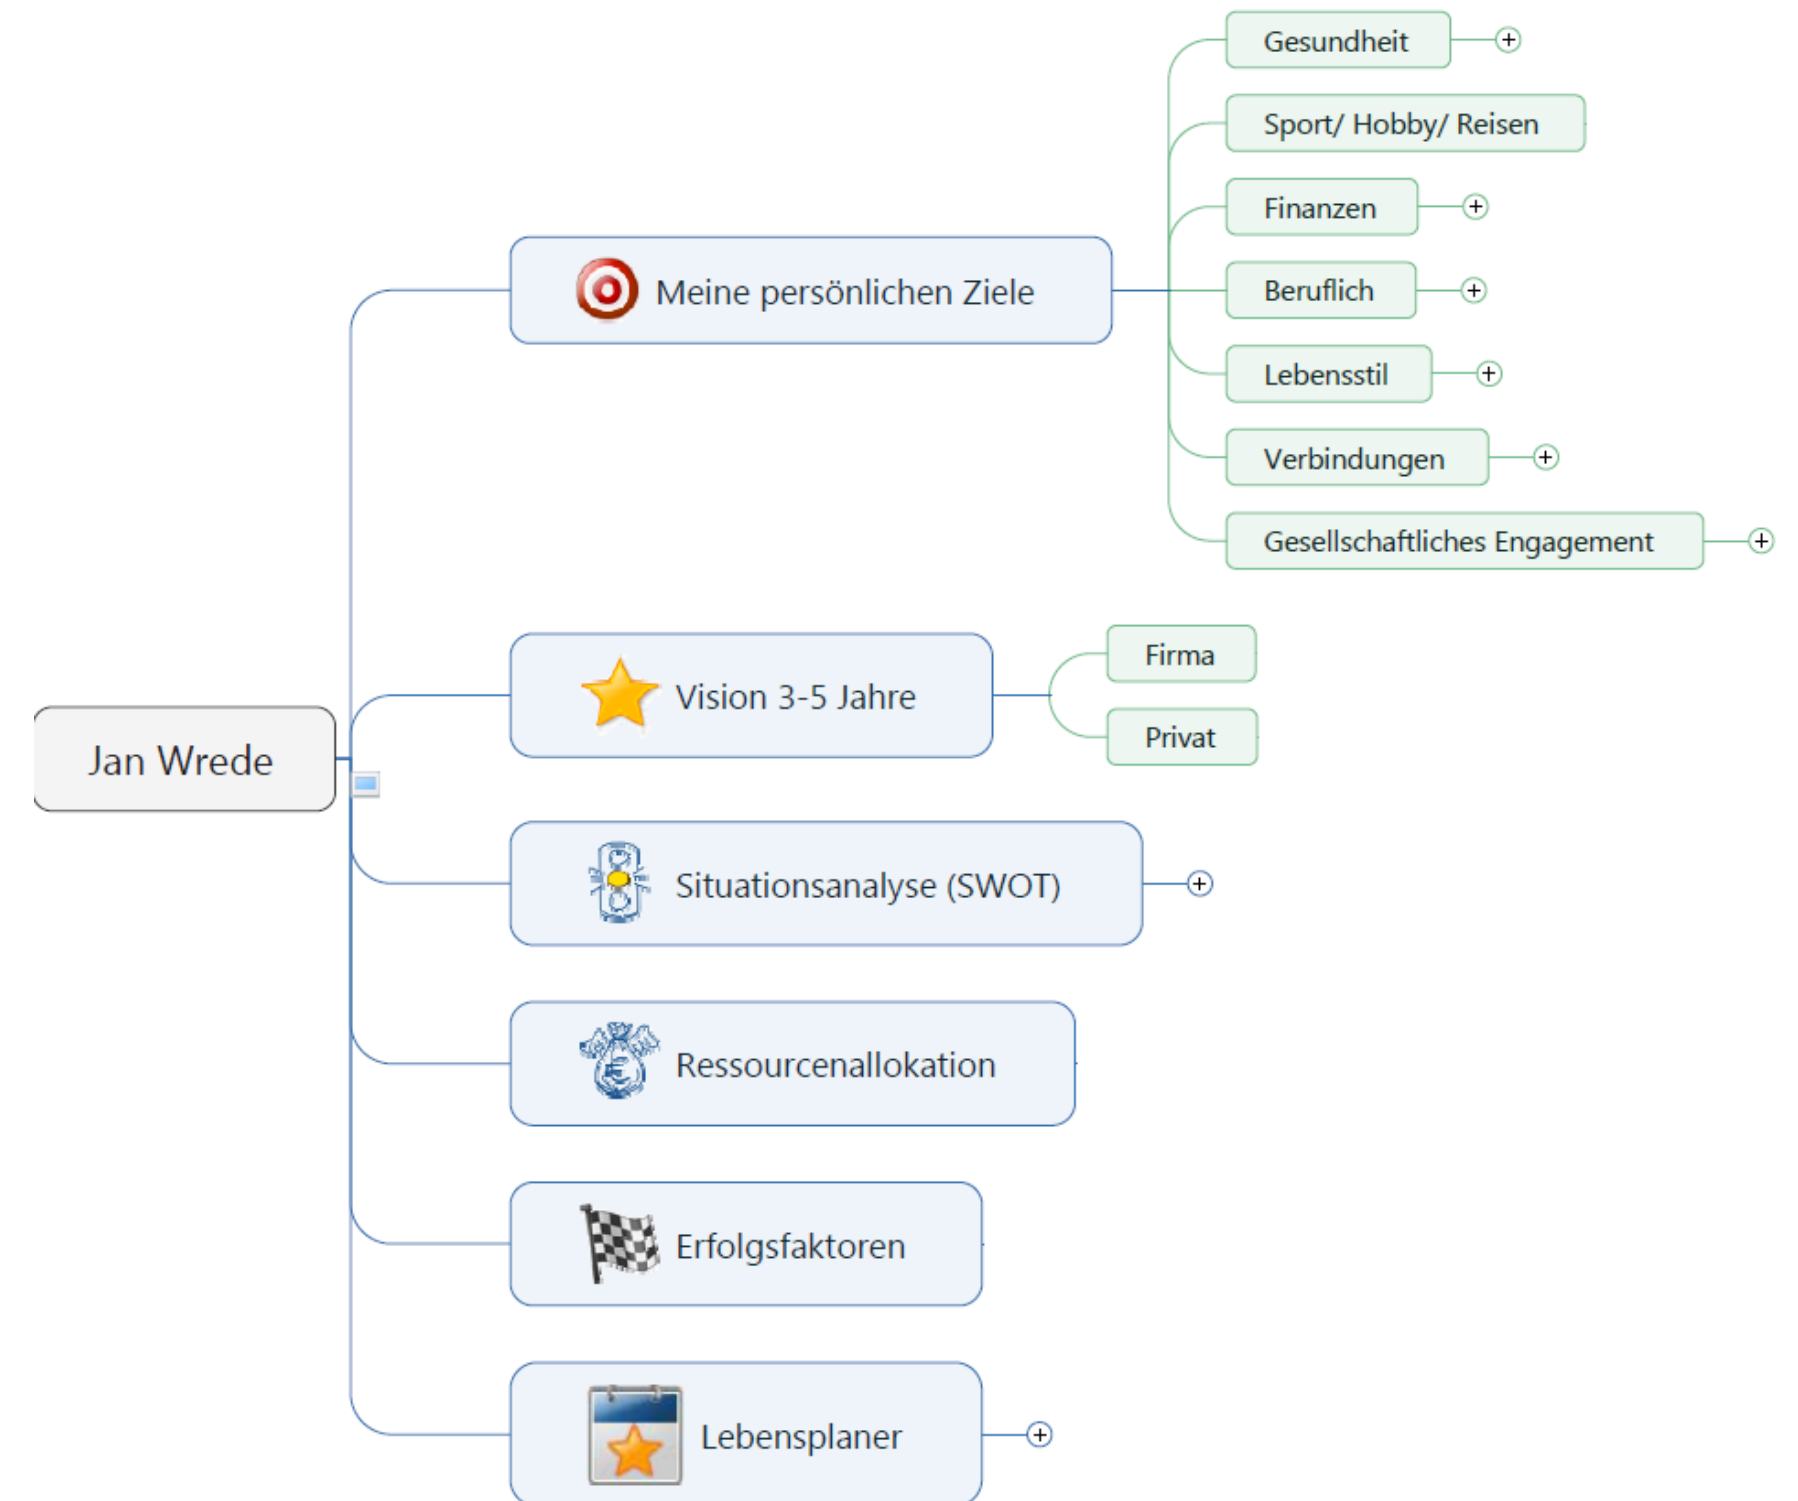 Gesundheit
Sport/ Hobby/ Reisen
Finanzen
Meine persönlichen Ziele
Beruflich
Lebensstil
Verbindungen
Gesellschaftliches Engagement
Firma
Vision 3-5 Jahre
Privat
Jan Wrede
Situationsanalyse (SWOT)
Ressourcenallokation
Erfolgsfaktoren
Lebensplaner